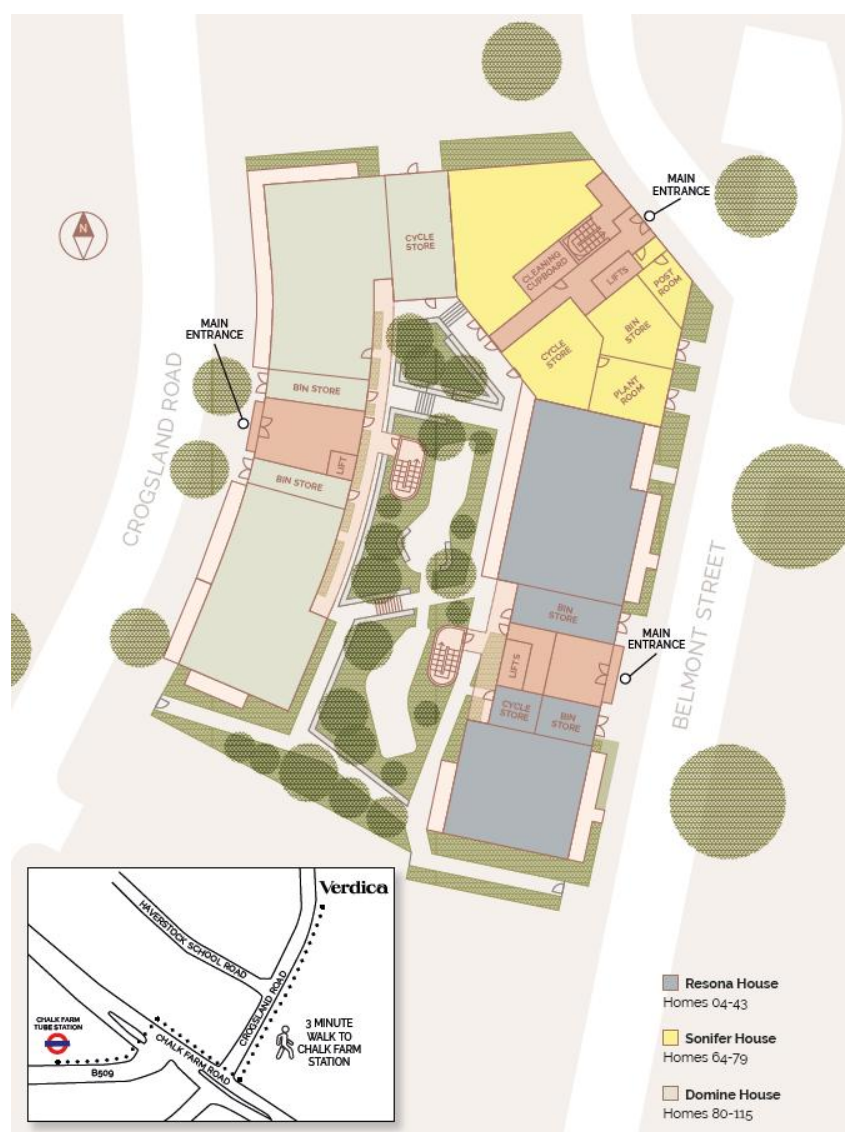 MAIN
ENTRANCE
CYCLE
STORE
CLEANING
CUPBOARD
LIFTS
POST
ROOM
N
MAIN
ENTRANCE
BIN
STORE
CYCLE
STORE
PLANT
ROOM
BIN STORE
CROGSLAND ROAD
LIFT
BIN STORE
BIN
STORE
MAIN
ENTRANCE
LIFTS
BELMONT STREET
CYCLE
STORE
BIN
STORE
Verdica
HAVERSTOCK SCHOOL ROAD
CROGSLAND ROAD
CHALK FARM
TUBE STATION
3 MINUTE
WALK TO
CHALK FARM
STATION
CHALK FARM ROAD
B509
Resona House
Homes 04-43
Sonifer House
Homes 64-79
Domine House
Homes 80-115